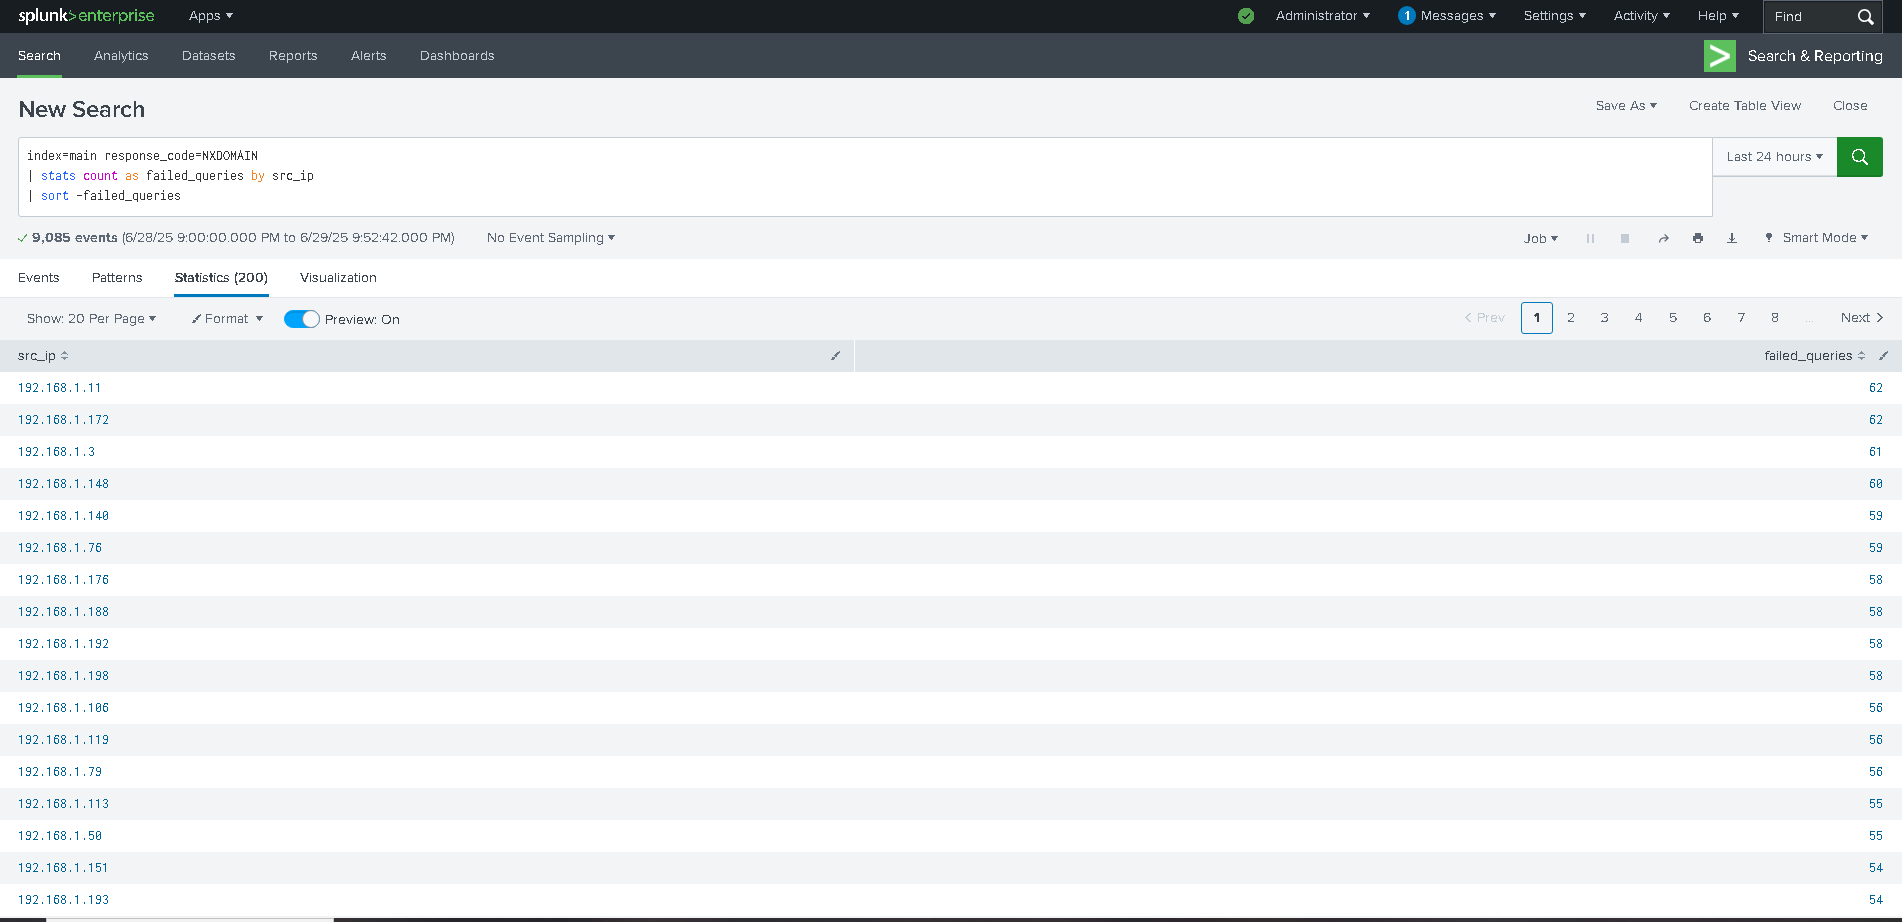 splunk>enterprise Apps Administrator 1 Messages Settings Activity Help Find
Search Analytics Datasets Reports Alerts Dashboards Search & Reporting
New Search Save As Create Table View Close
index=main response_code=NXDOMAIN Last 24 hours
| stats count as failed_queries by src_ip
| sort -failed_queries
9,085 events (6/28/25 9:00:00.000 PM to 6/29/25 9:52:42.000 PM) No Event Sampling Job Smart Mode
Events Patterns Statistics (200) Visualization
Show: 20 Per Page Format Preview: On < Prev 1 2 3 4 5 6 7 8 ... Next >
src_ip failed_queries
192.168.1.11 62
192.168.1.172 62
192.168.1.3 61
192.168.1.148 60
192.168.1.140 59
192.168.1.76 59
192.168.1.176 58
192.168.1.188 58
192.168.1.192 58
192.168.1.198 58
192.168.1.106 56
192.168.1.119 56
192.168.1.79 56
192.168.1.113 55
192.168.1.50 55
192.168.1.151 54
192.168.1.193 54